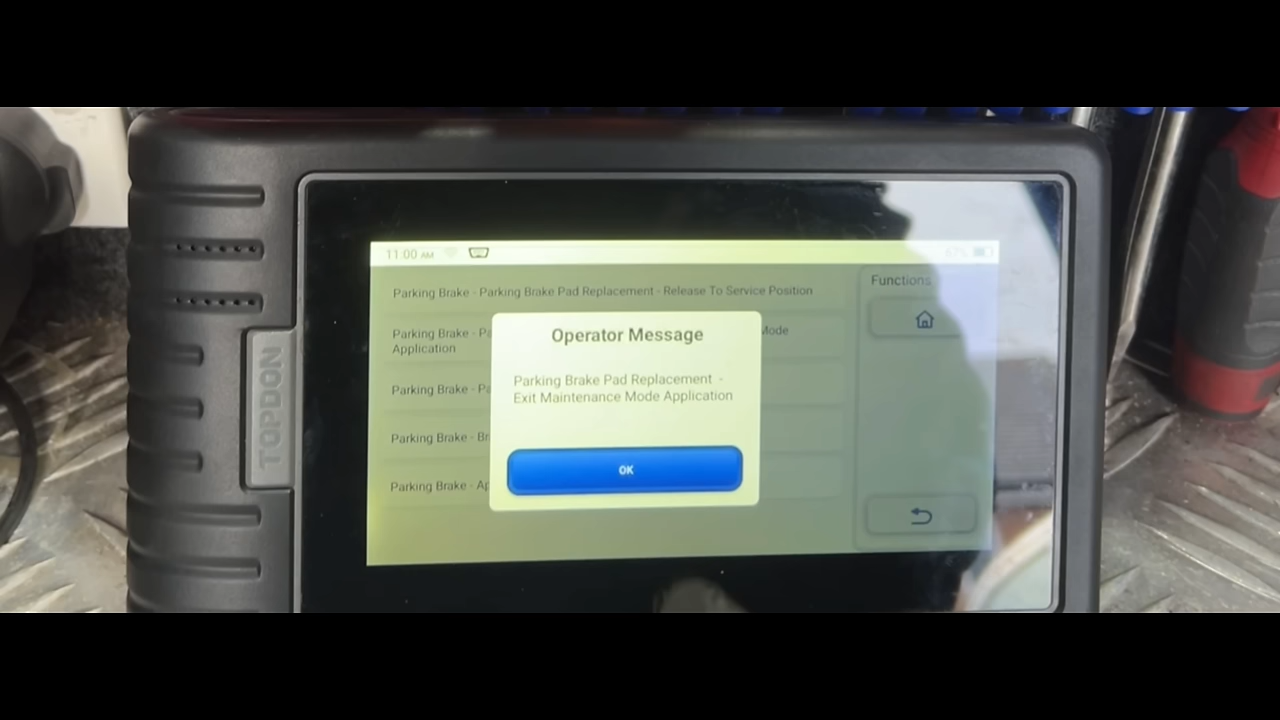 TOPDON
11:00 AM
67%
Parking Brake - Parking Brake Pad Replacement - Release To Service Position
Functions
Parking Brake - Pa
Mode
Application
Parking Brake - Pa
Parking Brake - Br
Parking Brake - Ap
Operator Message
Parking Brake Pad Replacement -
Exit Maintenance Mode Application
OK